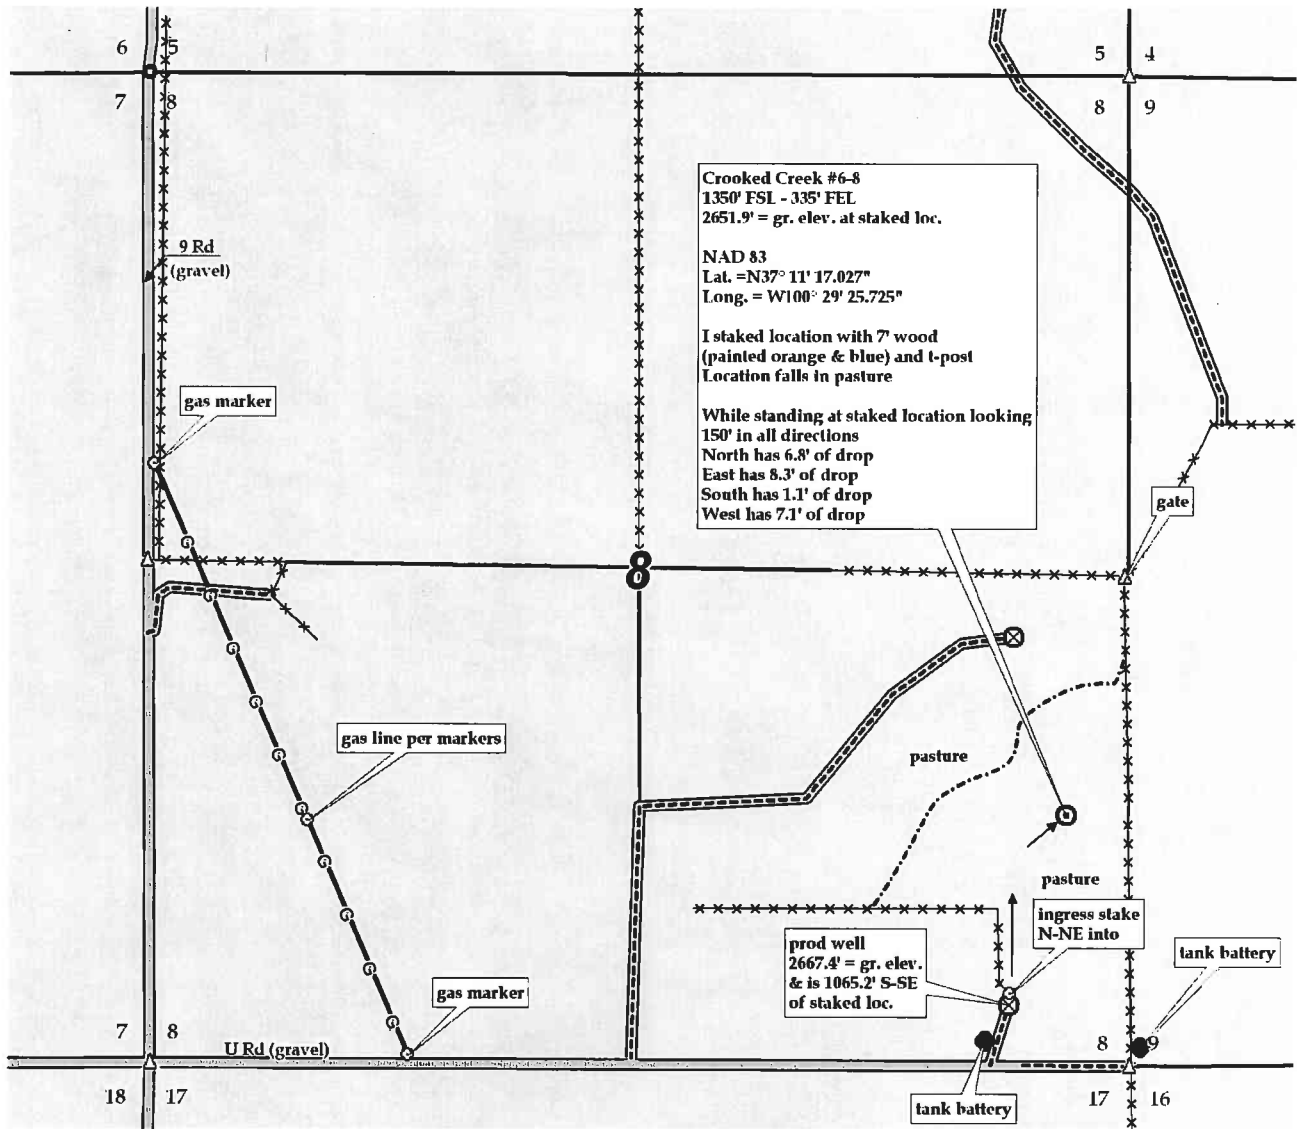 6 5
5 4
7 8
8 9
Crooked Creek #6-8
1350' FSL - 335' FEL
2651.9' = gr. elev. at staked loc.
NAD 83
Lat. =N37° 11' 17.027"
Long. = W100° 29' 25.725"
I staked location with 7' wood
(painted orange & blue) and t-post
Location falls in pasture
While standing at staked location looking
150' in all directions
North has 6.8' of drop
East has 8.3' of drop
South has 1.1' of drop
West has 7.1' of drop
9 Rd
(gravel)
gas marker
gate
8
gas line per markers
pasture
pasture
ingress stake
N-NE into
prod well
2667.4' = gr. elev.
& is 1065.2' S-SE
of staked loc.
tank battery
gas marker
7 8
U Rd (gravel)
8 9
18 17
tank battery
17 16